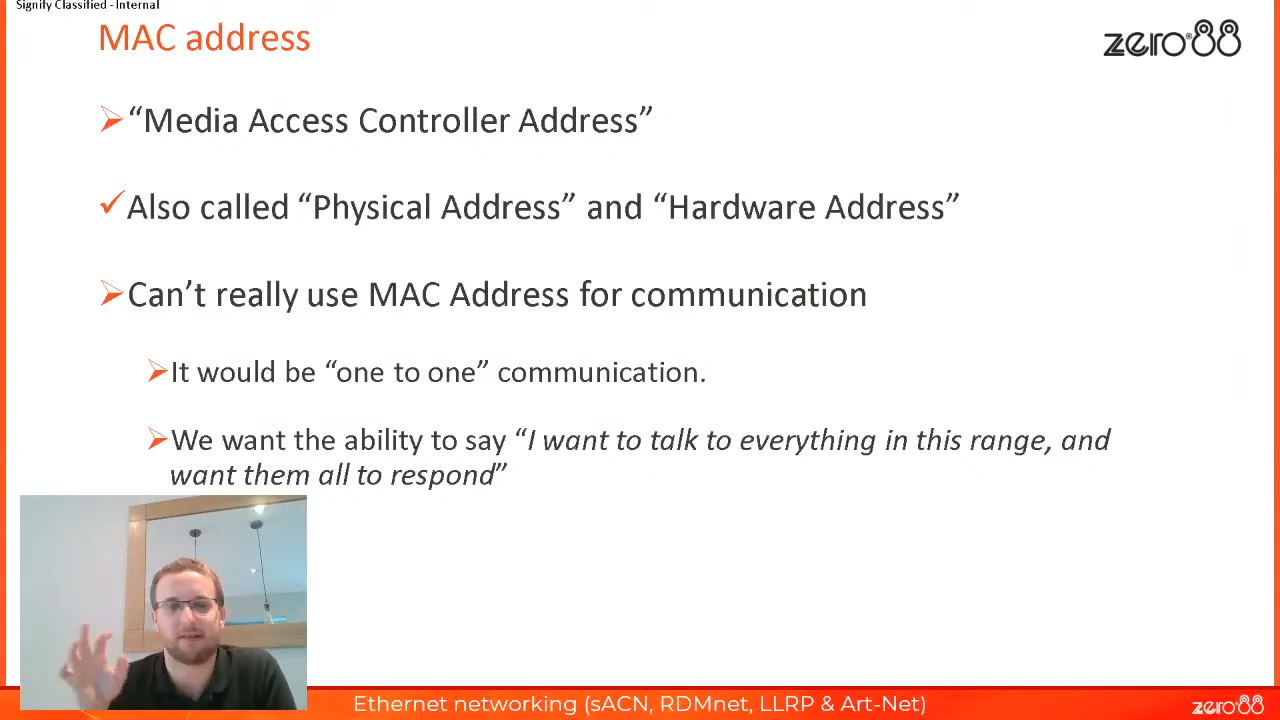 Signify Classified - Internal
MAC address
zero®88
“Media Access Controller Address”
Also called “Physical Address” and “Hardware Address”
Can’t really use MAC Address for communication
It would be “one to one” communication.
We want the ability to say “I want to talk to everything in this range, and
want them all to respond”
Ethernet networking (sACN, RDMnet, LLRP & Art-Net)
zero88